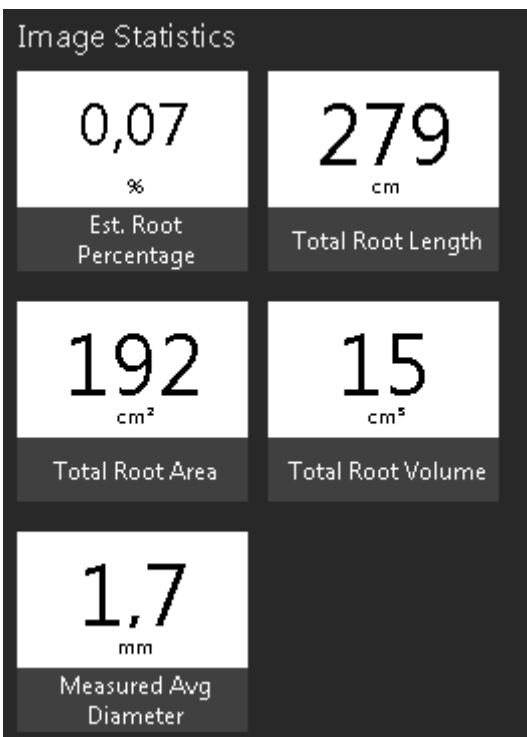 Image Statistics
0,07
%
Est. Root
Percentage
279
cm
Total Root Length
192
cm²
Total Root Area
15
cm³
Total Root Volume
1,7
mm
Measured Avg
Diameter